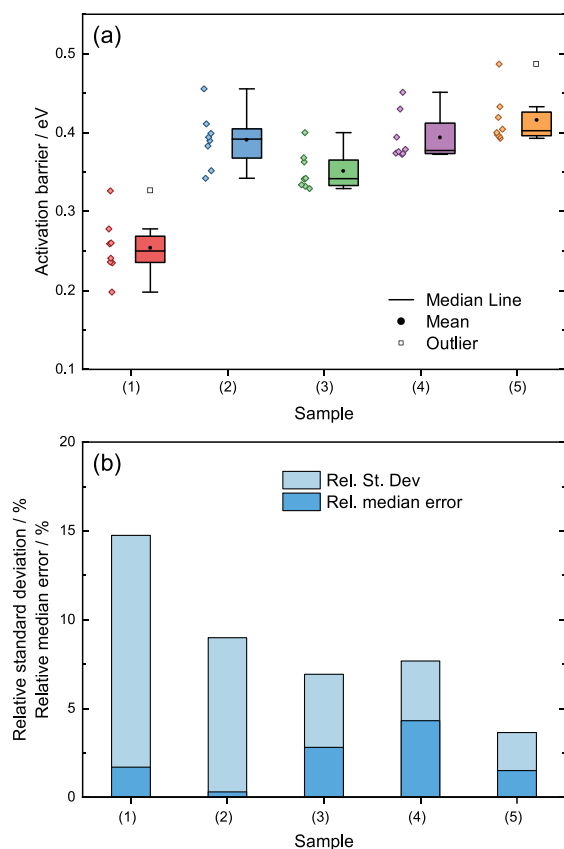 (a)
0.5
0.4
0.3
0.2
0.1
Activation barrier / eV
Median Line
Mean
Outlier
(1) (2) (3) (4) (5)
Sample
(b)
20
15
10
5
0
Relative standard deviation / %
Relative median error / %
Rel. St. Dev
Rel. median error
(1) (2) (3) (4) (5)
Sample